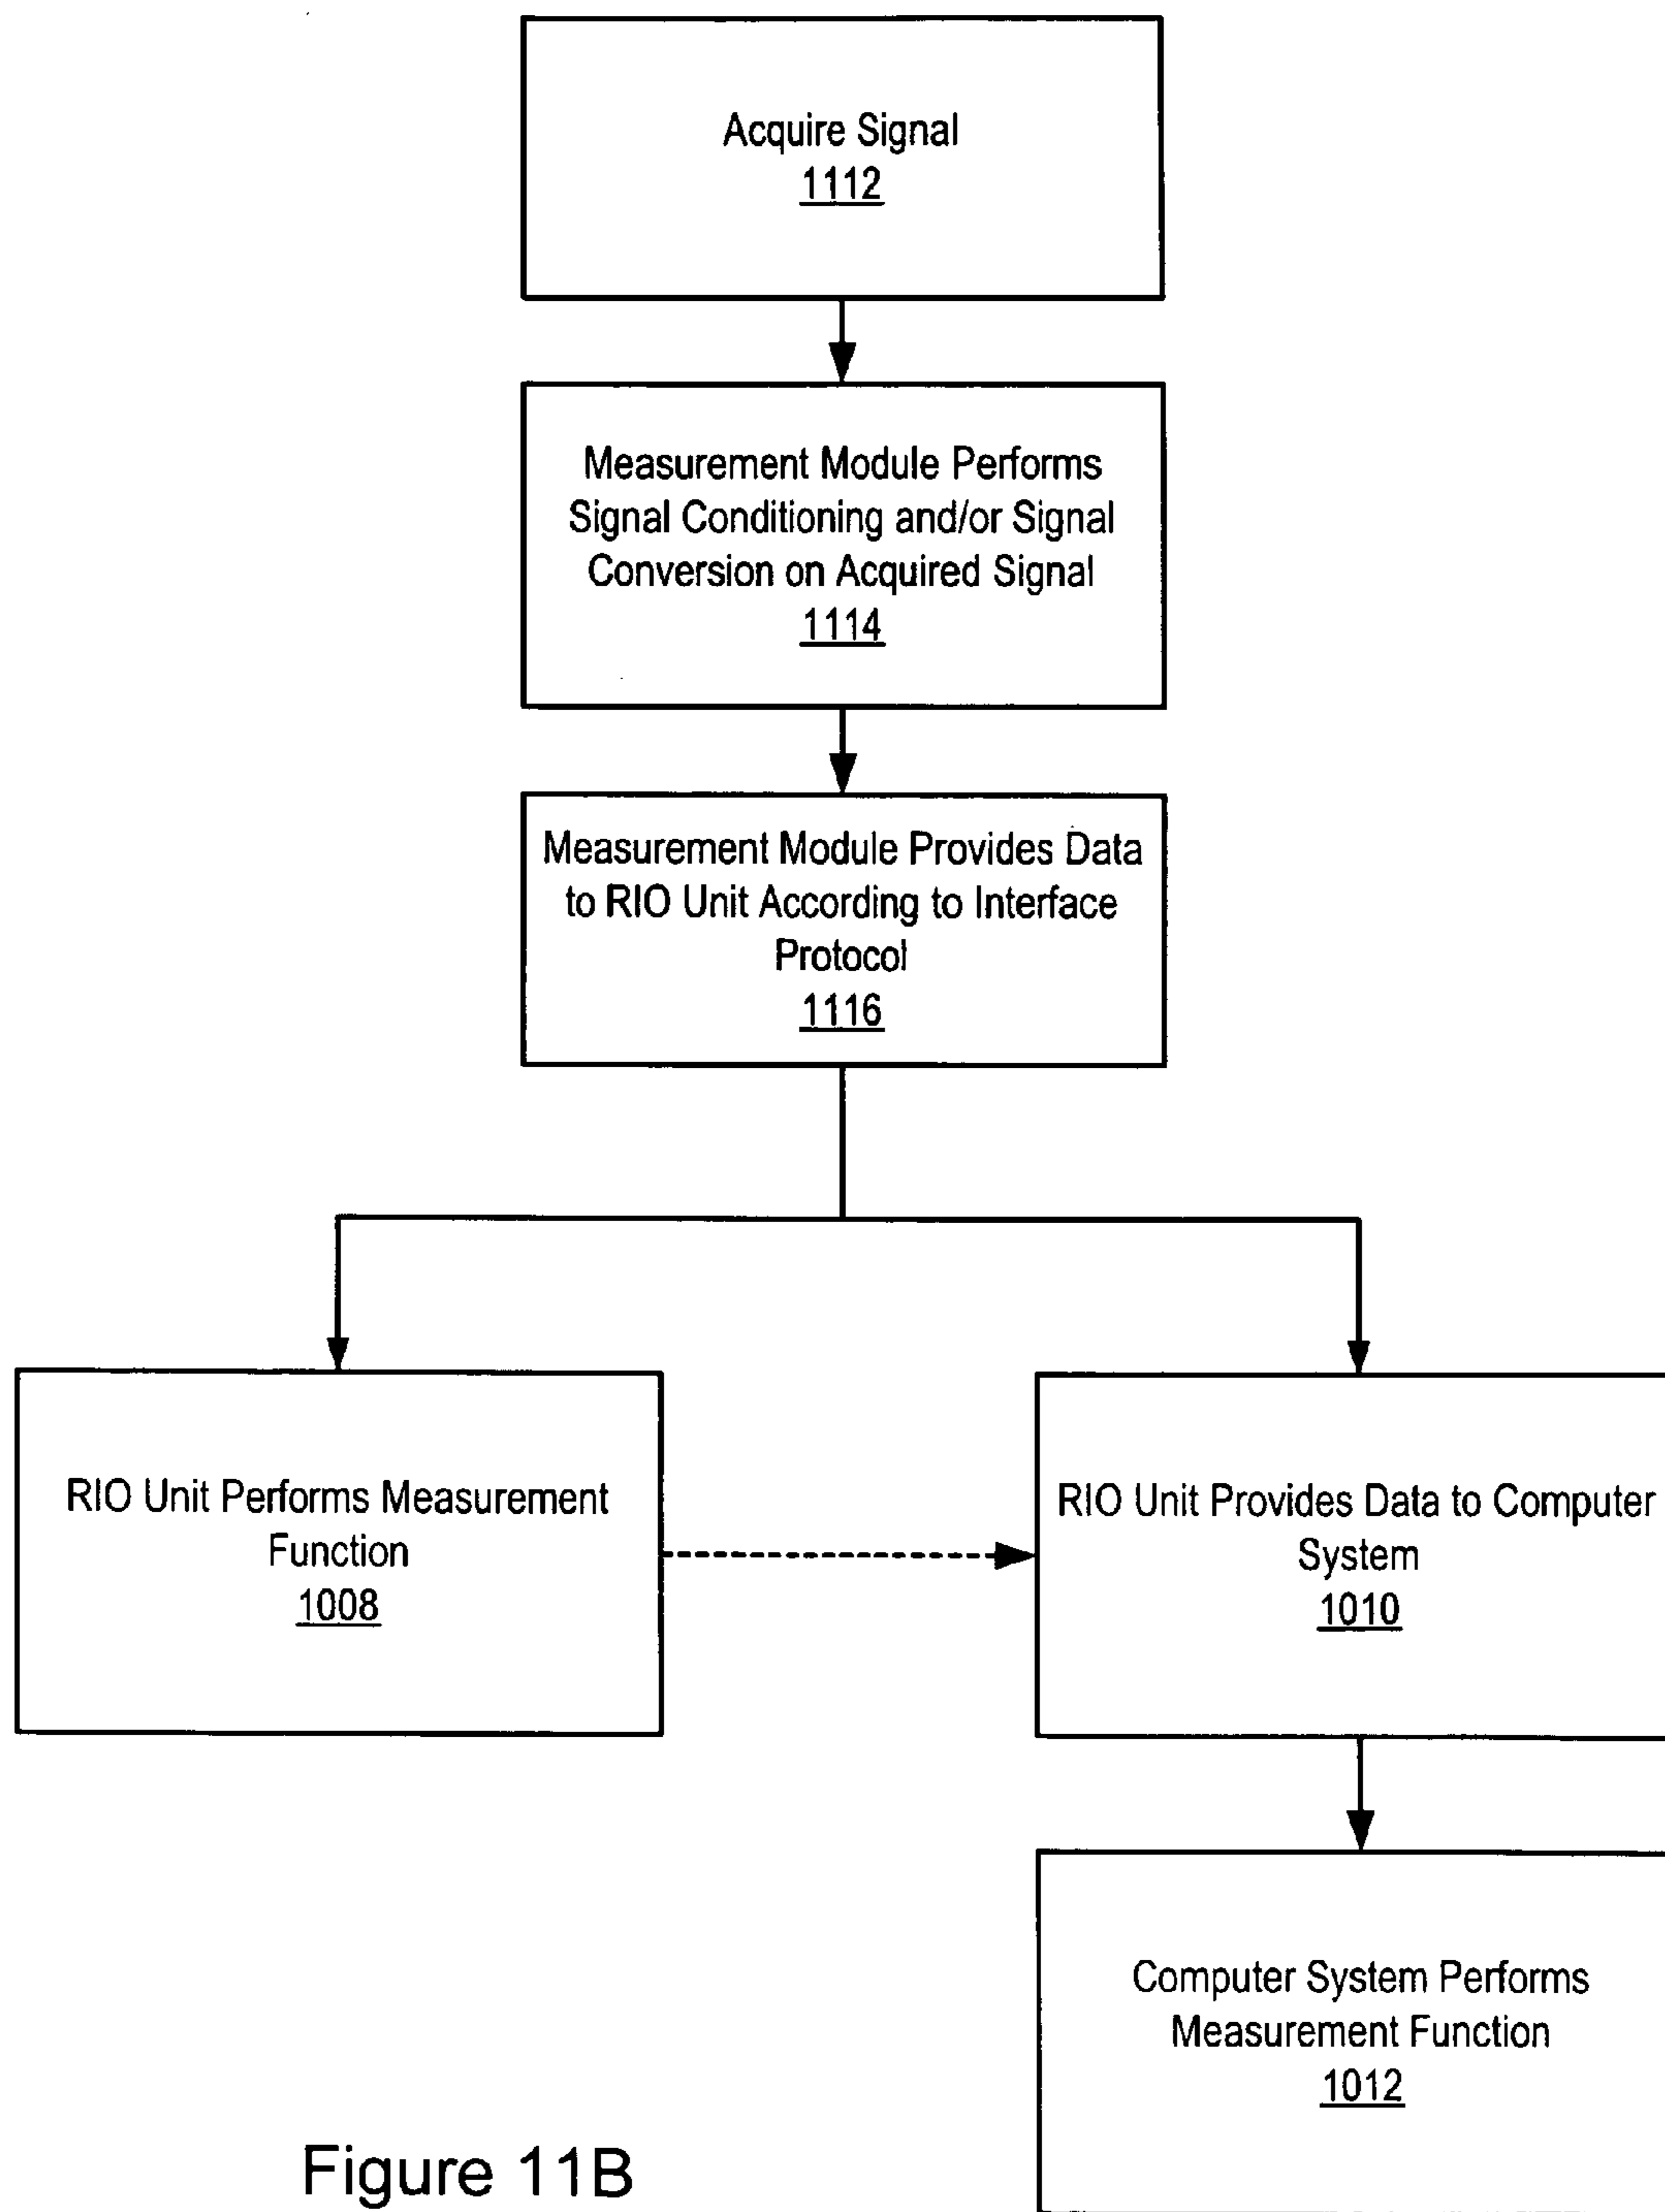 Acquire Signal
1112
Measurement Module Performs
Signal Conditioning and/or Signal
Conversion on Acquired Signal
1114
Measurement Module Provides Data
to RIO Unit According to Interface
Protocol
1116
RIO Unit Performs Measurement
Function
1008
RIO Unit Provides Data to Computer
System
1010
Computer System Performs
Measurement Function
1012
Figure 11B